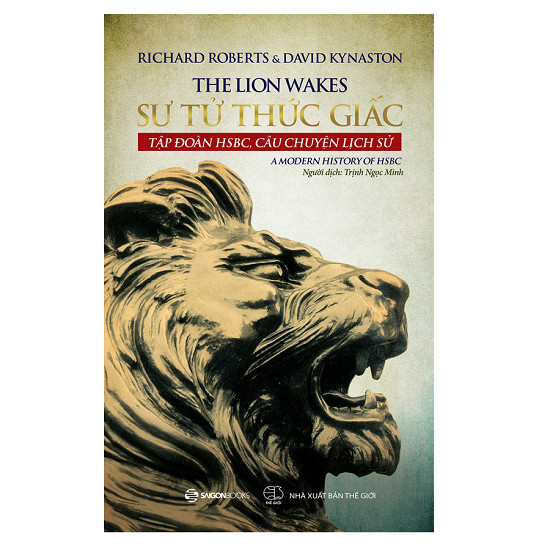 RICHARD ROBERTS & DAVID KYNASTON
THE LION WAKES
SƯ TỬ THỨC GIẤC
TẬP ĐOÀN HSBC, CÂU CHUYỆN LỊCH SỬ
A MODERN HISTORY OF HSBC
Người dịch: Trịnh Ngọc Minh
SAIGONBOOKS
THẾ GIỚI
NHÀ XUẤT BẢN THẾ GIỚI